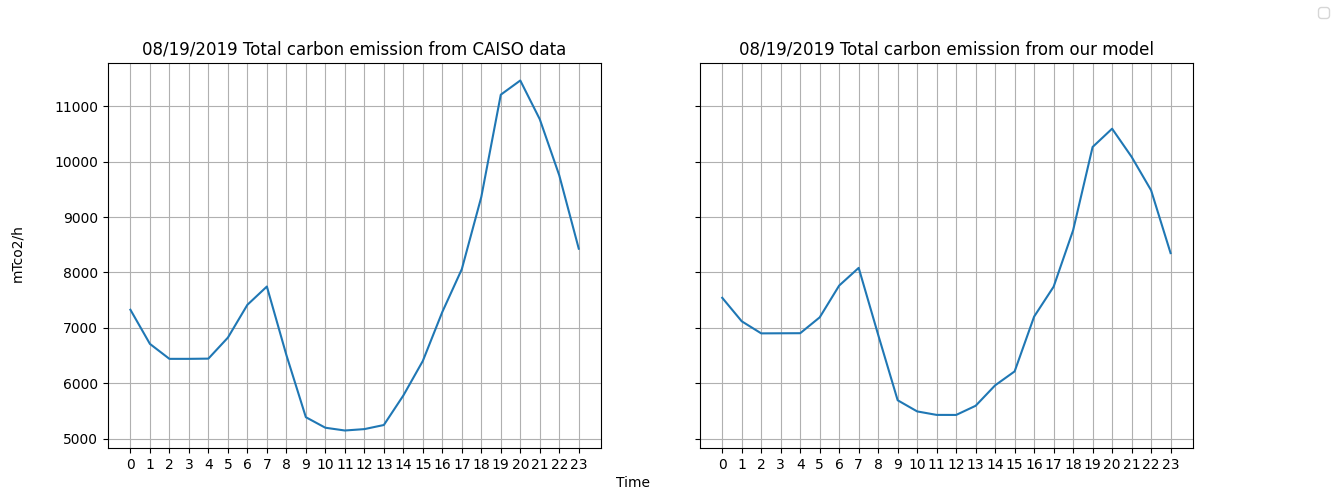 08/19/2019 Total carbon emission from CAISO data
08/19/2019 Total carbon emission from our model
11000
10000
9000
8000
7000
6000
5000
mTco2/h
0 1 2 3 4 5 6 7 8 9 10 11 12 13 14 15 16 17 18 19 20 21 22 23
0 1 2 3 4 5 6 7 8 9 10 11 12 13 14 15 16 17 18 19 20 21 22 23
Time